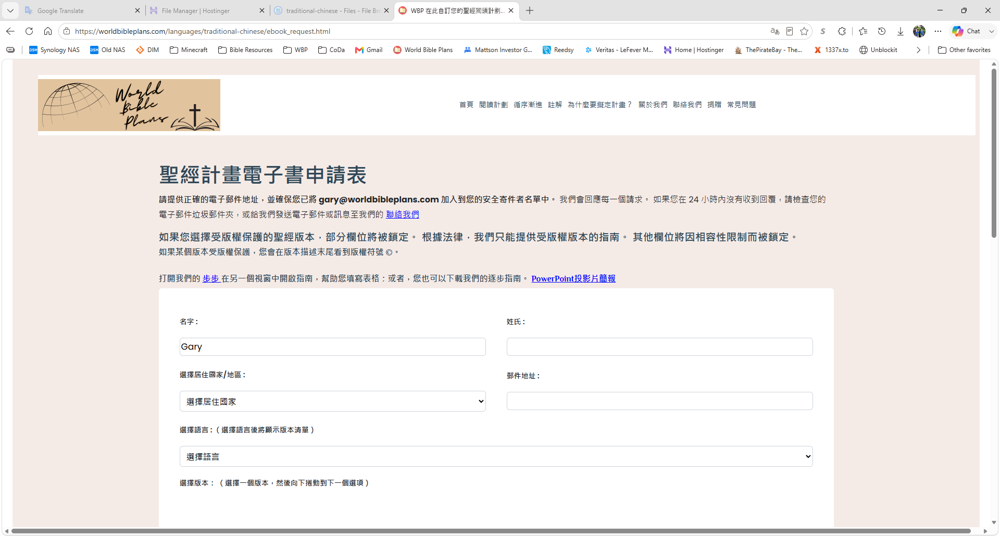 Google Translate
File Manager | Hostinger
traditional-chinese - Files - File Bro
WBP 在此自訂您的聖經閱讀計劃...
https://worldbibleplans.com/languages/traditional-chinese/ebook_request.html
Chat
Synology NAS
Old NAS
DIM
Minecraft
Bible Resources
WBP
CoDa
Gmail
World Bible Plans
Mattson Investor G...
Reedsy
Veritas - LeFever M...
Home | Hostinger
ThePirateBay - The...
1337x.to
Unblockit
Other favorites
World
Bible
Plans
首頁 閱讀計劃 循序漸進 註解 為什麼要擬定計畫？ 關於我們 聯絡我們 捐贈 常見問題
聖經計畫電子書申請表
請提供正確的電子郵件地址，並確保您已將 gary@worldbibleplans.com 加入到您的安全寄件者名單中。 我們會回應每一個請求。 如果您在 24 小時內沒有收到回覆，請檢查您的
電子郵件垃圾郵件夾，或給我們發送電子郵件或訊息至我們的 聯絡我們
如果您選擇受版權保護的聖經版本，部分欄位將被鎖定。 根據法律，我們只能提供受版權版本的指南。 其他欄位將因相容性限制而被鎖定。
如果某個版本受版權保護，您會在版本描述末尾看到版權符號 ©。
打開我們的 步步 在另一個視窗中開啟指南，幫助您填寫表格：或者，您也可以下載我們的逐步指南。 PowerPoint投影片簡報
名字：
姓氏：
Gary
選擇居住國家/地區：
郵件地址：
選擇居住國家
選擇語言：（選擇語言後將顯示版本清單）
選擇語言
選擇版本：（選擇一個版本，然後向下捲動到下一個選項）